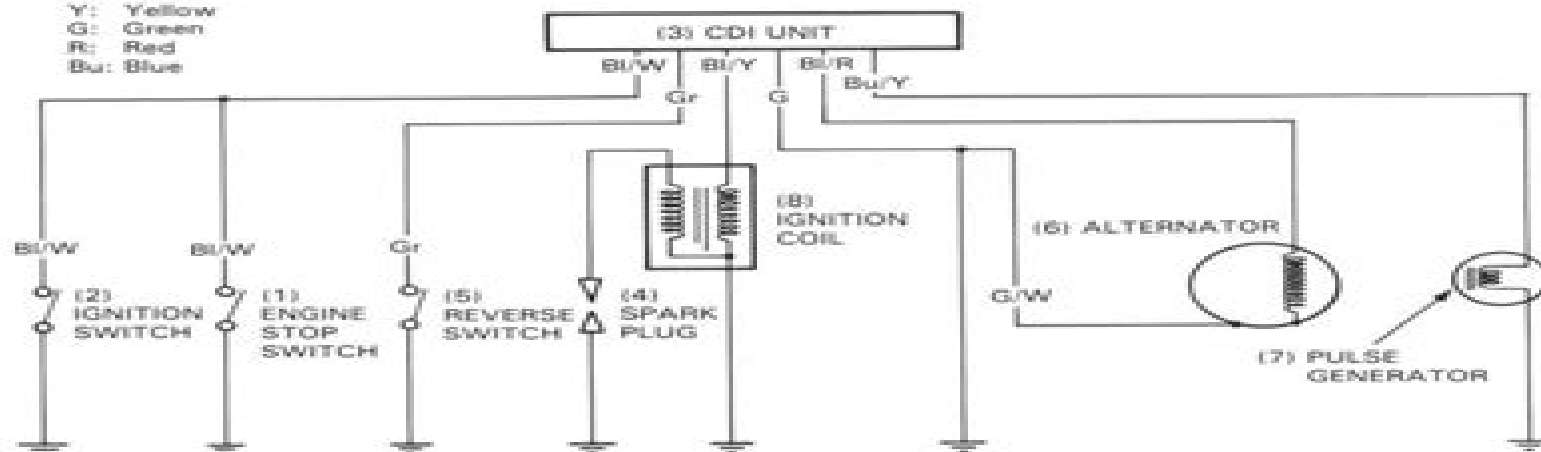 Y: Yellow
G: Green
R: Red
Bu: Blue
(3) CDI UNIT
Bl/W
Bl/Y
Bl/R
Bu/Y
Gr
G
(8)
IGNITION
COIL
(6) ALTERNATOR
Bl/W
Bl/W
Gr
G/W
(2)
IGNITION
SWITCH
(1)
ENGINE
STOP
SWITCH
(5)
REVERSE
SWITCH
(4)
SPARK
PLUG
(7) PULSE
GENERATOR